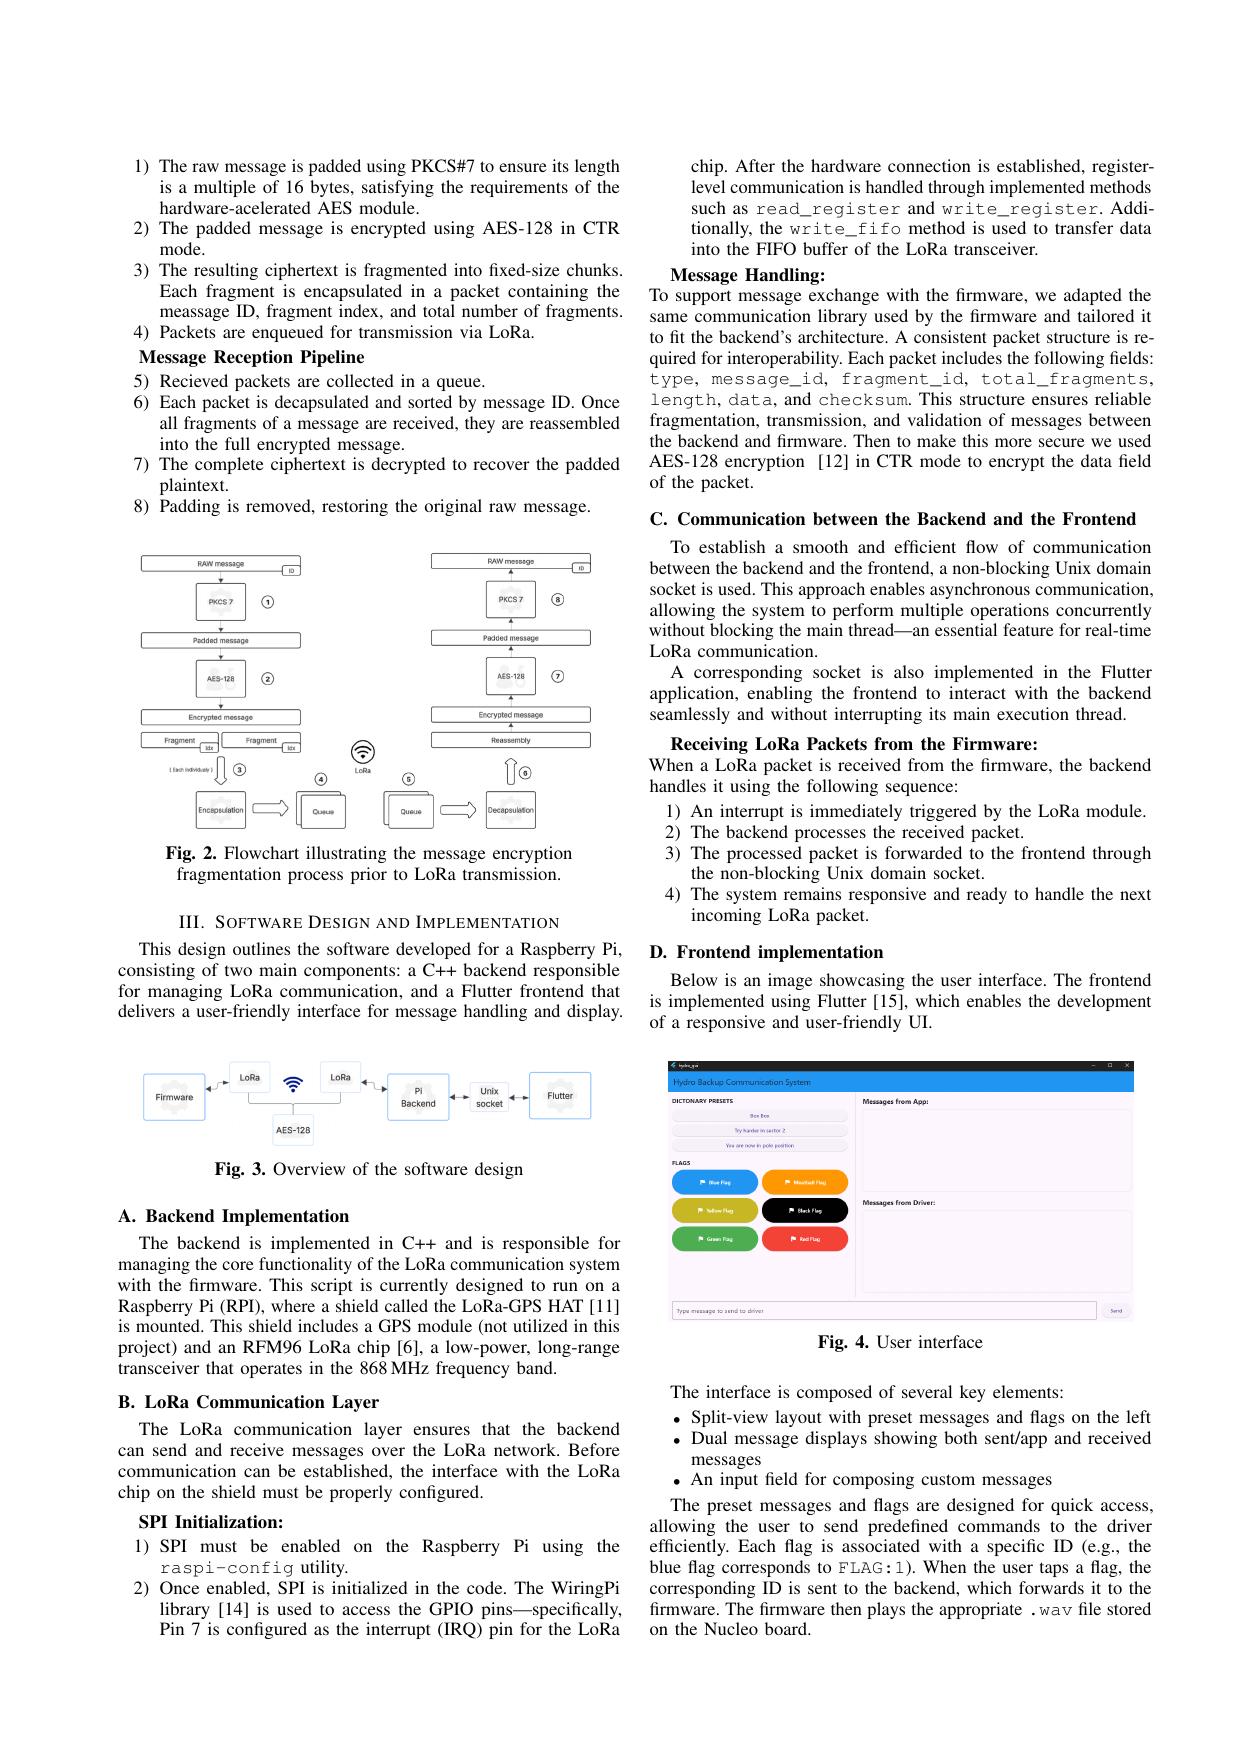 1) The raw message is padded using PKCS#7 to ensure its length
is a multiple of 16 bytes, satisfying the requirements of the
hardware-acelerated AES module.
2) The padded message is encrypted using AES-128 in CTR
mode.
3) The resulting ciphertext is fragmented into fixed-size chunks.
Each fragment is encapsulated in a packet containing the
meassage ID, fragment index, and total number of fragments.
4) Packets are enqueued for transmission via LoRa.
Message Reception Pipeline
5) Recieved packets are collected in a queue.
6) Each packet is decapsulated and sorted by message ID. Once
all fragments of a message are received, they are reassembled
into the full encrypted message.
7) The complete ciphertext is decrypted to recover the padded
plaintext.
8) Padding is removed, restoring the original raw message.
RAW message
ID
PKCS 7
1
Padded message
AES-128
2
Encrypted message
Fragment
Idx
Fragment
Idx
( Each individualy )
3
Encapsulation
4
Queue
LoRa
5
Queue
RAW message
ID
PKCS 7
8
Padded message
AES-128
7
Encrypted message
Reassembly
6
Decapsulation
Fig. 2. Flowchart illustrating the message encryption
fragmentation process prior to LoRa transmission.
III. SOFTWARE DESIGN AND IMPLEMENTATION
This design outlines the software developed for a Raspberry Pi,
consisting of two main components: a C++ backend responsible
for managing LoRa communication, and a Flutter frontend that
delivers a user-friendly interface for message handling and display.
Firmware
LoRa
LoRa
AES-128
Pi
Backend
Unix
socket
Flutter
Fig. 3. Overview of the software design
A. Backend Implementation
The backend is implemented in C++ and is responsible for
managing the core functionality of the LoRa communication system
with the firmware. This script is currently designed to run on a
Raspberry Pi (RPI), where a shield called the LoRa-GPS HAT [11]
is mounted. This shield includes a GPS module (not utilized in this
project) and an RFM96 LoRa chip [6], a low-power, long-range
transceiver that operates in the 868 MHz frequency band.
B. LoRa Communication Layer
The LoRa communication layer ensures that the backend
can send and receive messages over the LoRa network. Before
communication can be established, the interface with the LoRa
chip on the shield must be properly configured.
SPI Initialization:
1) SPI must be enabled on the Raspberry Pi using the
raspi-config utility.
2) Once enabled, SPI is initialized in the code. The WiringPi
library [14] is used to access the GPIO pins—specifically,
Pin 7 is configured as the interrupt (IRQ) pin for the LoRa
chip. After the hardware connection is established, register-
level communication is handled through implemented methods
such as read_register and write_register. Addi-
tionally, the write_fifo method is used to transfer data
into the FIFO buffer of the LoRa transceiver.
Message Handling:
To support message exchange with the firmware, we adapted the
same communication library used by the firmware and tailored it
to fit the backend's architecture. A consistent packet structure is re-
quired for interoperability. Each packet includes the following fields:
type, message_id, fragment_id, total_fragments,
length, data, and checksum. This structure ensures reliable
fragmentation, transmission, and validation of messages between
the backend and firmware. Then to make this more secure we used
AES-128 encryption [12] in CTR mode to encrypt the data field
of the packet.
C. Communication between the Backend and the Frontend
To establish a smooth and efficient flow of communication
between the backend and the frontend, a non-blocking Unix domain
socket is used. This approach enables asynchronous communication,
allowing the system to perform multiple operations concurrently
without blocking the main thread—an essential feature for real-time
LoRa communication.
A corresponding socket is also implemented in the Flutter
application, enabling the frontend to interact with the backend
seamlessly and without interrupting its main execution thread.
Receiving LoRa Packets from the Firmware:
When a LoRa packet is received from the firmware, the backend
handles it using the following sequence:
1) An interrupt is immediately triggered by the LoRa module.
2) The backend processes the received packet.
3) The processed packet is forwarded to the frontend through
the non-blocking Unix domain socket.
4) The system remains responsive and ready to handle the next
incoming LoRa packet.
D. Frontend implementation
Below is an image showcasing the user interface. The frontend
is implemented using Flutter [15], which enables the development
of a responsive and user-friendly UI.
hydro_gui
Hydro Backup Communication System
DICTONARY PRESETS
Box Box
Try harder in sector 2
You are now in pole position
FLAGS
Blue Flag
Meatball Flag
Yellow Flag
Black Flag
Green Flag
Red Flag
Messages from App:
Messages from Driver:
Type message to send to driver
Send
Fig. 4. User interface
The interface is composed of several key elements:
• Split-view layout with preset messages and flags on the left
• Dual message displays showing both sent/app and received
messages
• An input field for composing custom messages
The preset messages and flags are designed for quick access,
allowing the user to send predefined commands to the driver
efficiently. Each flag is associated with a specific ID (e.g., the
blue flag corresponds to FLAG:1). When the user taps a flag, the
corresponding ID is sent to the backend, which forwards it to the
firmware. The firmware then plays the appropriate .wav file stored
on the Nucleo board.